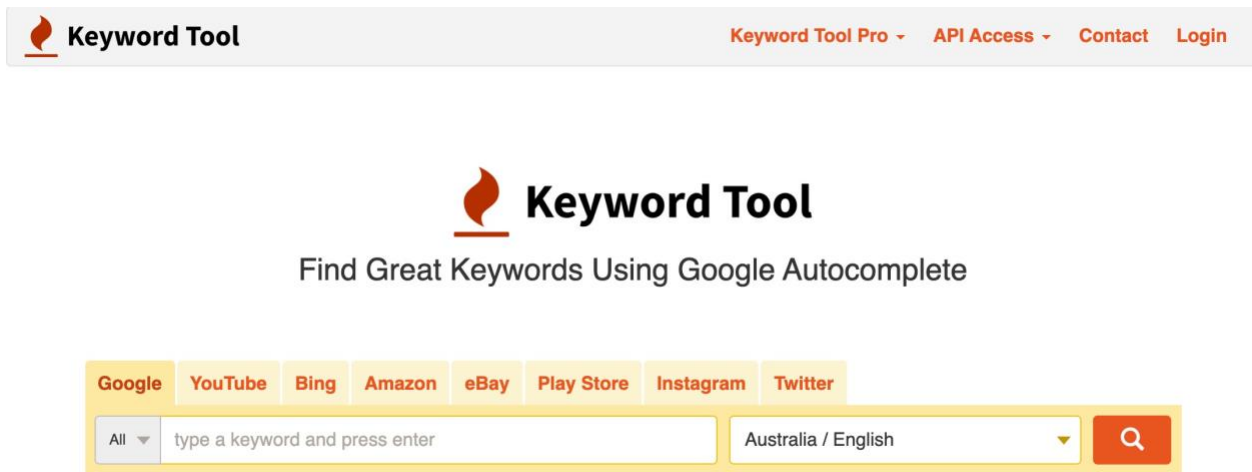 Keyword Tool
Keyword Tool Pro API Access Contact Login
Keyword Tool
Find Great Keywords Using Google Autocomplete
Google YouTube Bing Amazon eBay Play Store Instagram Twitter
All type a keyword and press enter Australia / English